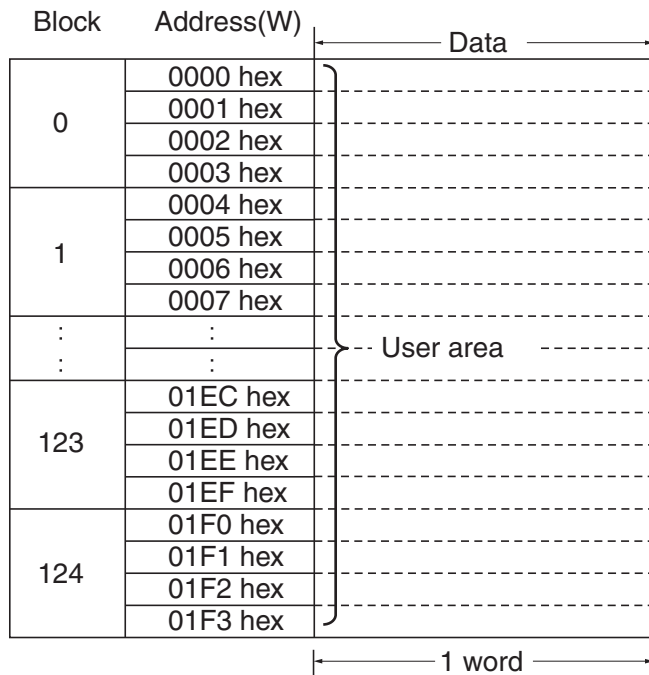 Block Address(W) Data
0 0000 hex
0001 hex
0002 hex
0003 hex
1 0004 hex
0005 hex
0006 hex
0007 hex
: :
: :
User area
123 01EC hex
01ED hex
01EE hex
01EF hex
124 01F0 hex
01F1 hex
01F2 hex
01F3 hex
1 word